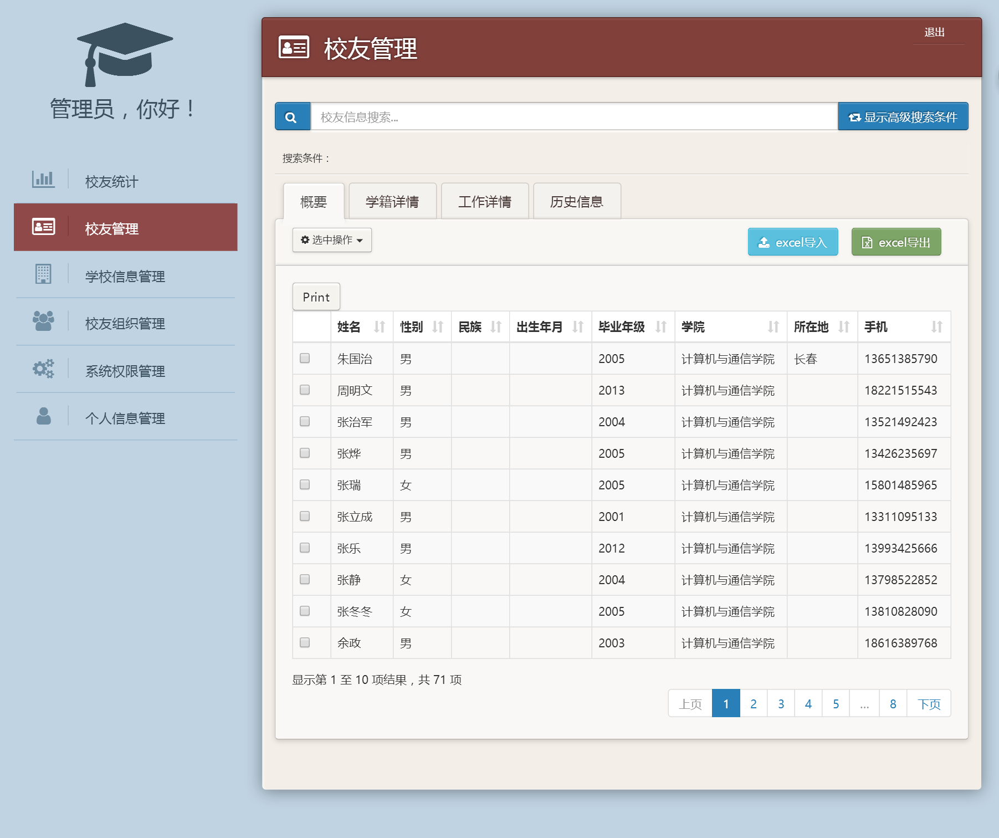 管理员，你好！
校友统计
校友管理
学校信息管理
校友组织管理
系统权限管理
个人信息管理
校友管理
退出
校友信息搜索...
显示高级搜索条件
搜索条件：
概要 学籍详情 工作详情 历史信息
选中操作 excel导入 excel导出
Print
姓名 性别 民族 出生年月 毕业年级 学院 所在地 手机
朱国治 男 2005 计算机与通信学院 长春 13651385790
周明文 男 2013 计算机与通信学院 18221515543
张治军 男 2004 计算机与通信学院 13521492423
张烨 男 2005 计算机与通信学院 13426235697
张瑞 女 2005 计算机与通信学院 15801485965
张立成 男 2001 计算机与通信学院 13311095133
张乐 男 2012 计算机与通信学院 13993425666
张静 女 2004 计算机与通信学院 13798522852
张冬冬 女 2005 计算机与通信学院 13810828090
余政 男 2003 计算机与通信学院 18616389768
显示第 1 至 10 项结果，共 71 项
上页 1 2 3 4 5 ... 8 下页